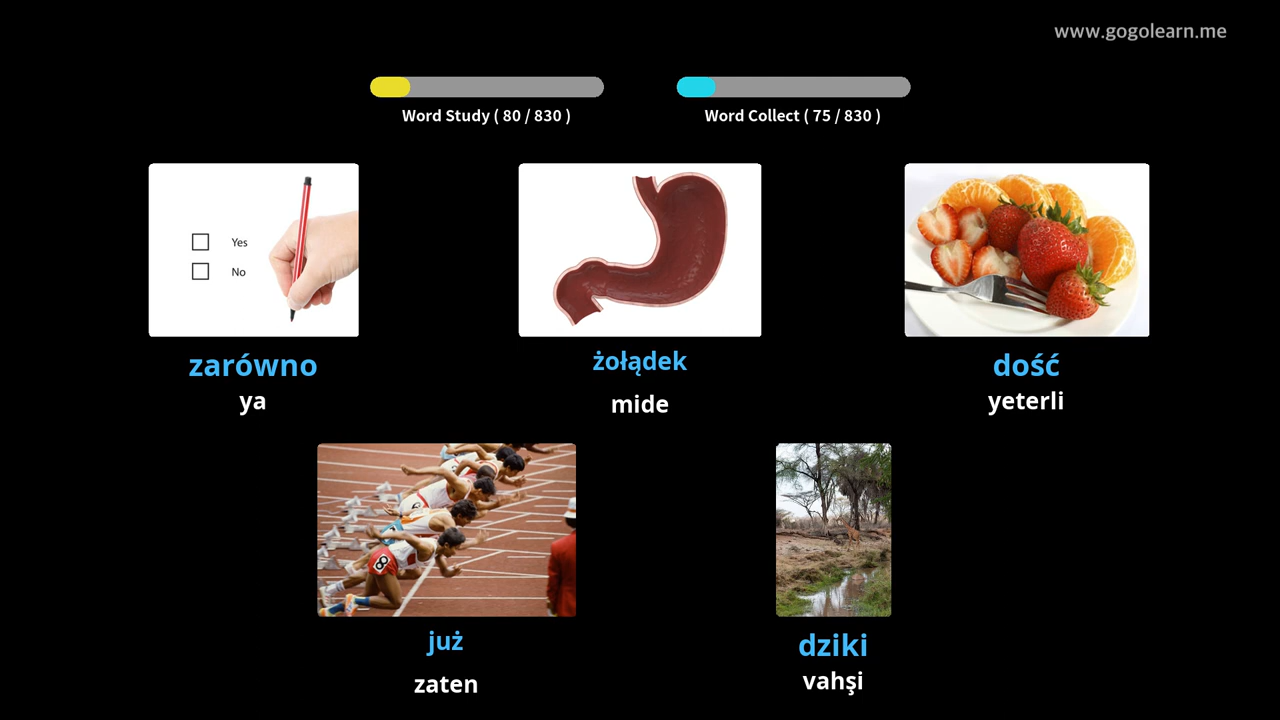 www.gogolearn.me
Word Study ( 80 / 830 )
Word Collect ( 75 / 830 )
Yes
No
zarówno
ya
żołądek
mide
dość
yeterli
8
już
zaten
dziki
vahşi